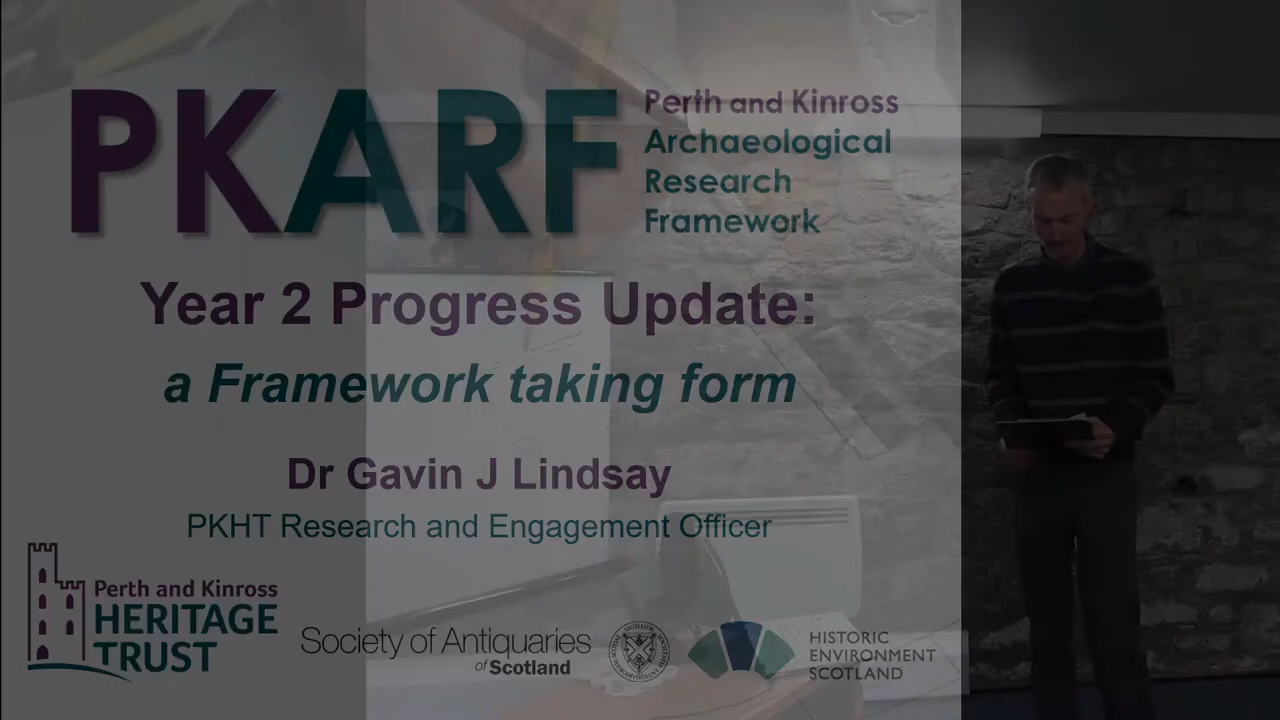 PKARF
Perth and Kinross
Archaeological
Research
Framework
Year 2 Progress Update:
a Framework taking form
Dr Gavin J Lindsay
PKHT Research and Engagement Officer
Perth and Kinross
HERITAGE
TRUST
Society of Antiquaries
of Scotland
HISTORIC
ENVIRONMENT
SCOTLAND